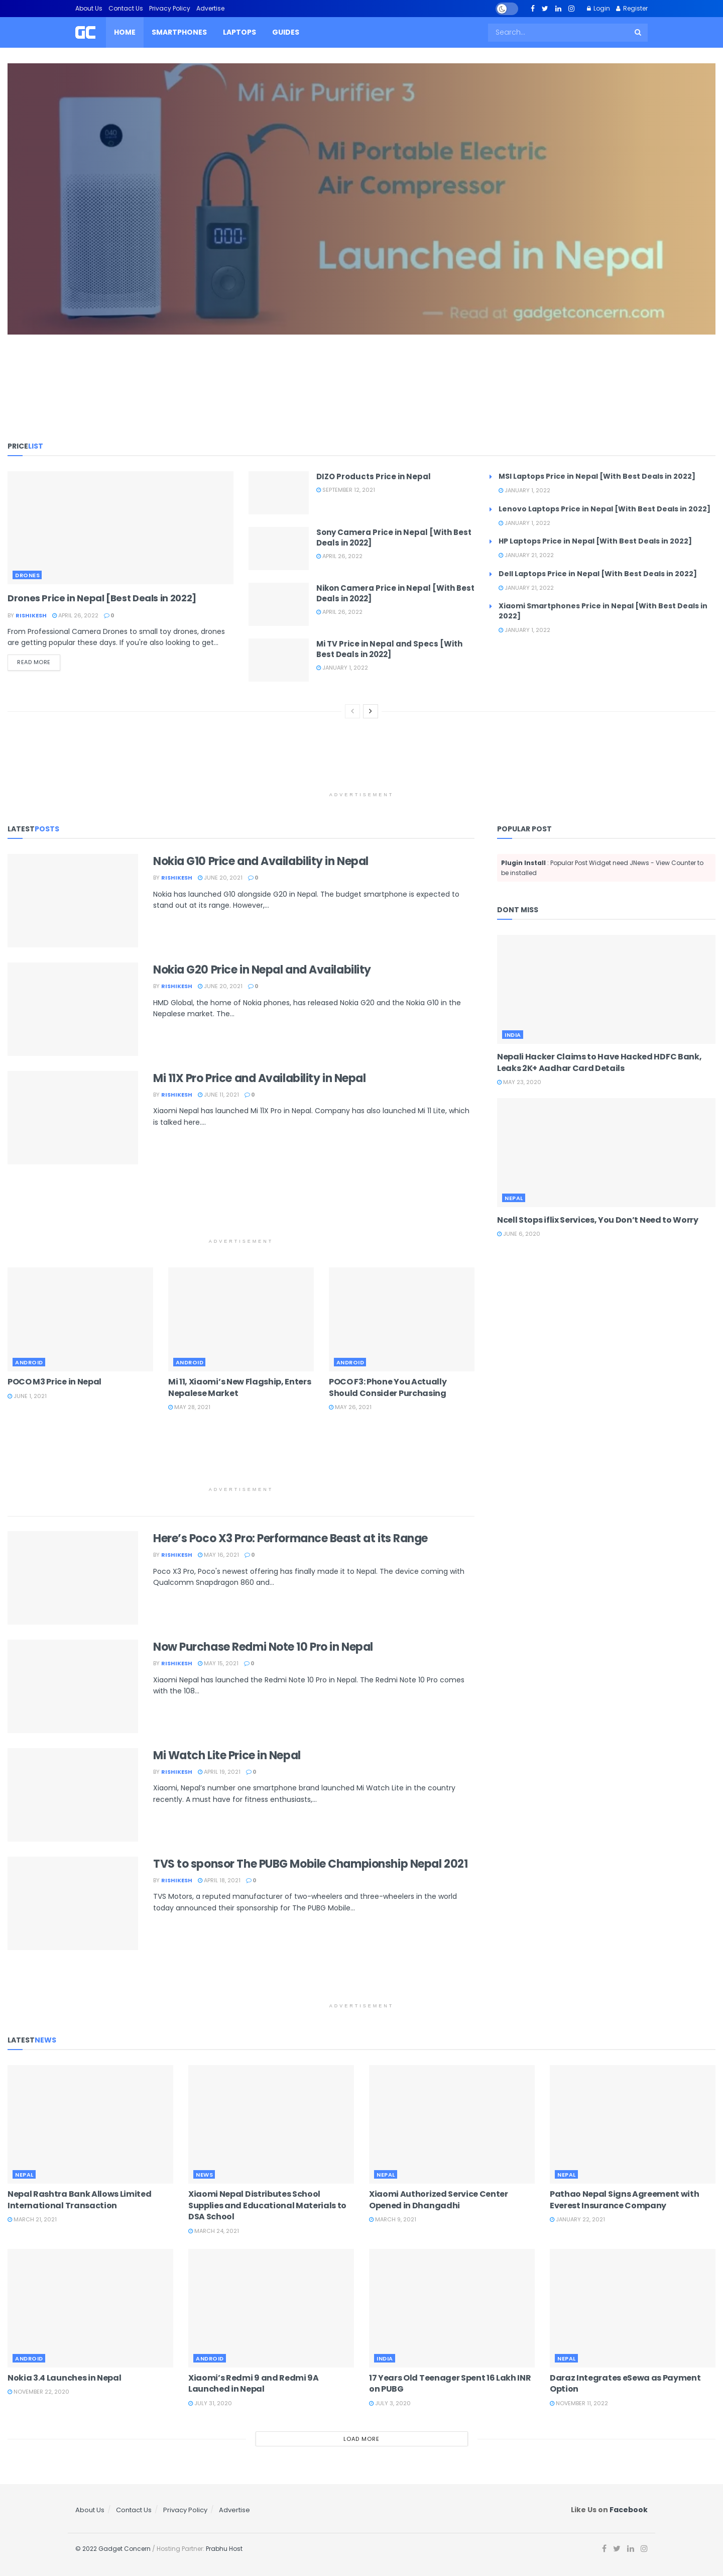 About Us Contact Us Privacy Policy Advertise Login Register
GC HOME SMARTPHONES LAPTOPS GUIDES Search...
Mi Air Purifier 3
Mi Portable Electric
Air Compressor
Launched in Nepal
Read at gadgetconcern.com
PRICELIST
DRONES
Drones Price in Nepal [Best Deals in 2022]
BY RISHIKESH APRIL 26, 2022 0
From Professional Camera Drones to small toy drones, drones
are getting popular these days. If you're also looking to get...
READ MORE
DIZO Products Price in Nepal
SEPTEMBER 12, 2021
Sony Camera Price in Nepal [With Best
Deals in 2022]
APRIL 26, 2022
Nikon Camera Price in Nepal [With Best
Deals in 2022]
APRIL 26, 2022
Mi TV Price in Nepal and Specs [With
Best Deals in 2022]
JANUARY 1, 2022
MSI Laptops Price in Nepal [With Best Deals in 2022]
JANUARY 1, 2022
Lenovo Laptops Price in Nepal [With Best Deals in 2022]
JANUARY 1, 2022
HP Laptops Price in Nepal [With Best Deals in 2022]
JANUARY 21, 2022
Dell Laptops Price in Nepal [With Best Deals in 2022]
JANUARY 21, 2022
Xiaomi Smartphones Price in Nepal [With Best Deals in
2022]
JANUARY 1, 2022
ADVERTISEMENT
LATESTPOSTS
Nokia G10 Price and Availability in Nepal
BY RISHIKESH JUNE 20, 2021 0
Nokia has launched G10 alongside G20 in Nepal. The budget smartphone is expected to
stand out at its range. However,...
Nokia G20 Price in Nepal and Availability
BY RISHIKESH JUNE 20, 2021 0
HMD Global, the home of Nokia phones, has released Nokia G20 and the Nokia G10 in the
Nepalese market. The...
Mi 11X Pro Price and Availability in Nepal
BY RISHIKESH JUNE 11, 2021 0
Xiaomi Nepal has launched Mi 11X Pro in Nepal. Company has also launched Mi 11 Lite, which
is talked here....
ADVERTISEMENT
ANDROID
POCO M3 Price in Nepal
JUNE 1, 2021
ANDROID
Mi 11, Xiaomi's New Flagship, Enters
Nepalese Market
MAY 28, 2021
ANDROID
POCO F3: Phone You Actually
Should Consider Purchasing
MAY 26, 2021
ADVERTISEMENT
Here's Poco X3 Pro: Performance Beast at its Range
BY RISHIKESH MAY 16, 2021 0
Poco X3 Pro, Poco's newest offering has finally made it to Nepal. The device coming with
Qualcomm Snapdragon 860 and...
Now Purchase Redmi Note 10 Pro in Nepal
BY RISHIKESH MAY 15, 2021 0
Xiaomi Nepal has launched the Redmi Note 10 Pro in Nepal. The Redmi Note 10 Pro comes
with the 108...
Mi Watch Lite Price in Nepal
BY RISHIKESH APRIL 19, 2021 0
Xiaomi, Nepal's number one smartphone brand launched Mi Watch Lite in the country
recently. A must have for fitness enthusiasts,...
TVS to sponsor The PUBG Mobile Championship Nepal 2021
BY RISHIKESH APRIL 18, 2021 0
TVS Motors, a reputed manufacturer of two-wheelers and three-wheelers in the world
today announced their sponsorship for The PUBG Mobile...
POPULAR POST
Plugin Install : Popular Post Widget need JNews - View Counter to
be installed
DONT MISS
INDIA
Nepali Hacker Claims to Have Hacked HDFC Bank,
Leaks 2K+ Aadhar Card Details
MAY 23, 2020
NEPAL
Ncell Stops iflix Services, You Don't Need to Worry
JUNE 6, 2020
ADVERTISEMENT
LATESTNEWS
NEPAL
Nepal Rashtra Bank Allows Limited
International Transaction
MARCH 21, 2021
NEWS
Xiaomi Nepal Distributes School
Supplies and Educational Materials to
DSA School
MARCH 24, 2021
NEPAL
Xiaomi Authorized Service Center
Opened in Dhangadhi
MARCH 9, 2021
NEPAL
Pathao Nepal Signs Agreement with
Everest Insurance Company
JANUARY 22, 2021
ANDROID
Nokia 3.4 Launches in Nepal
NOVEMBER 22, 2020
ANDROID
Xiaomi's Redmi 9 and Redmi 9A
Launched in Nepal
JULY 31, 2020
INDIA
17 Years Old Teenager Spent 16 Lakh INR
on PUBG
JULY 3, 2020
NEPAL
Daraz Integrates eSewa as Payment
Option
NOVEMBER 11, 2022
LOAD MORE
About Us / Contact Us / Privacy Policy / Advertise
Like Us on Facebook
© 2022 Gadget Concern / Hosting Partner: Prabhu Host